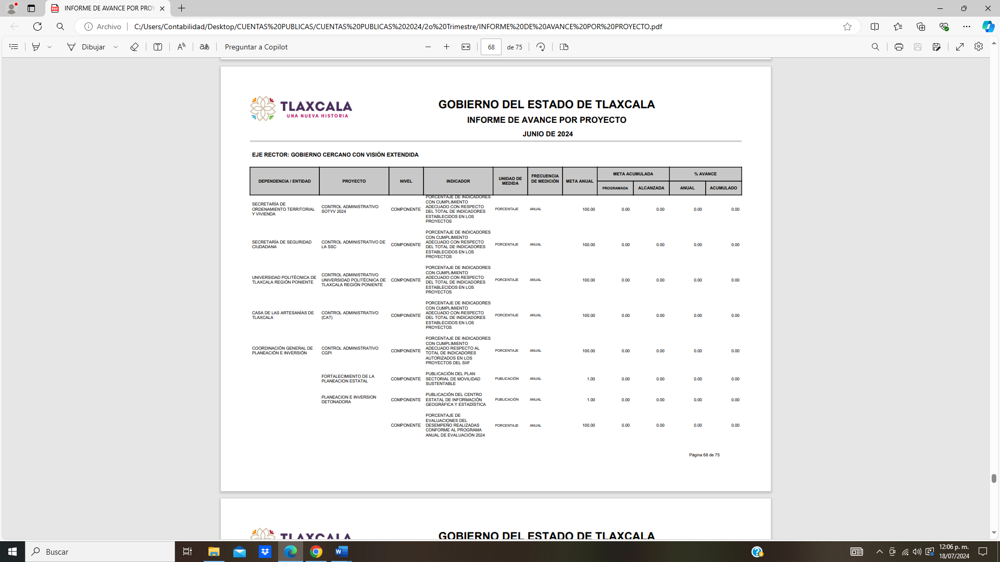 INFORME DE AVANCE POR PROY
Archivo
C:/Users/Contabilidad/Desktop/CUENTAS%20PUBLICAS/CUENTAS%20PUBLICAS%202024/2o%20Trimestre/INFORME%20DE%20AVANCE%20POR%20PROYECTO.pdf
Dibujar
aあ
Preguntar a Copilot
68 de 75
TLAXCALA
UNA NUEVA HISTORIA
GOBIERNO DEL ESTADO DE TLAXCALA
INFORME DE AVANCE POR PROYECTO
JUNIO DE 2024
EJE RECTOR: GOBIERNO CERCANO CON VISIÓN EXTENDIDA
DEPENDENCIA / ENTIDAD
PROYECTO
NIVEL
INDICADOR
UNIDAD DE
MEDIDA
FRECUENCIA
DE MEDICIÓN
META ANUAL
META ACUMULADA
PROGRAMADA
ALCANZADA
% AVANCE
ANUAL
ACUMULADO
SECRETARÍA DE
ORDENAMIENTO TERRITORIAL
Y VIVIENDA
CONTROL ADMINISTRATIVO
SOTYV 2024
COMPONENTE
PORCENTAJE DE INDICADORES
CON CUMPLIMIENTO
ADECUADO CON RESPECTO
DEL TOTAL DE INDICADORES
ESTABLECIDOS EN LOS
PROYECTOS
PORCENTAJE
ANUAL
100.00
0.00
0.00
0.00
0.00
SECRETARÍA DE SEGURIDAD
CIUDADANA
CONTROL ADMINISTRATIVO DE
LA SSC
COMPONENTE
PORCENTAJE DE INDICADORES
CON CUMPLIMIENTO
ADECUADO CON RESPECTO
DEL TOTAL DE INDICADORES
ESTABLECIDOS EN LOS
PROYECTOS
PORCENTAJE
ANUAL
100.00
0.00
0.00
0.00
0.00
UNIVERSIDAD POLITÉCNICA DE
TLAXCALA REGIÓN PONIENTE
CONTROL ADMINISTRATIVO
UNIVERSIDAD POLITÉCNICA DE
TLAXCALA REGIÓN PONIENTE
COMPONENTE
PORCENTAJE DE INDICADORES
CON CUMPLIMIENTO
ADECUADO CON RESPECTO
DEL TOTAL DE INDICADORES
ESTABLECIDOS EN LOS
PROYECTOS
PORCENTAJE
ANUAL
100.00
0.00
0.00
0.00
0.00
CASA DE LAS ARTESANÍAS DE
TLAXCALA
CONTROL ADMINISTRATIVO
(CAT)
COMPONENTE
PORCENTAJE DE INDICADORES
CON CUMPLIMIENTO
ADECUADO CON RESPECTO
DEL TOTAL DE INDICADORES
ESTABLECIDOS EN LOS
PROYECTOS
PORCENTAJE
ANUAL
100.00
0.00
0.00
0.00
0.00
COORDINACIÓN GENERAL DE
PLANEACIÓN E INVERSIÓN
CONTROL ADMINISTRATIVO
CGPI
COMPONENTE
PORCENTAJE DE INDICADORES
CON CUMPLIMIENTO
ADECUADO RESPECTO AL
TOTAL DE INDICADORES
AUTORIZADOS EN LOS
PROYECTOS DEL SIIF
PORCENTAJE
ANUAL
100.00
0.00
0.00
0.00
0.00
FORTALECIMIENTO DE LA
PLANEACION ESTATAL
COMPONENTE
PUBLICACIÓN DEL PLAN
SECTORIAL DE MOVILIDAD
SUSTENTABLE
PUBLICACIÓN
ANUAL
1.00
0.00
0.00
0.00
0.00
PLANEACION E INVERSION
DETONADORA
COMPONENTE
PUBLICACIÓN DEL CENTRO
ESTATAL DE INFORMACIÓN
GEOGRÁFICA Y ESTADÍSTICA
PUBLICACIÓN
ANUAL
1.00
0.00
0.00
0.00
0.00
COMPONENTE
PORCENTAJE DE
EVALUACIONES DEL
DESEMPEÑO REALIZADAS
CONFORME AL PROGRAMA
ANUAL DE EVALUACIÓN 2024
PORCENTAJE
ANUAL
100.00
0.00
0.00
0.00
0.00
Página 68 de 75
TLAXCALA
GOBIERNO DEL ESTADO DE TLAXCALA
Buscar
12:06 p. m.
18/07/2024